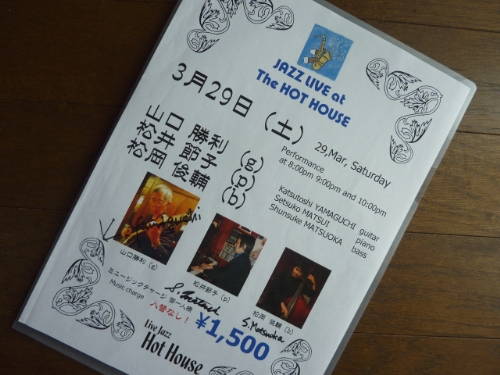 JAZZ LIVE at
The HOT HOUSE
3月29日（土）
29,Mar, Saturday
Performance
at 8:00pm 9:00pm and 10:00pm
山口 勝利 (g)
松井 節子 (p)
松岡 俊輔 (b)
Katsutoshi YAMAGUCHI guitar
Setsuko MATSUI piano
Shunsuke MATSUOKA bass
山口勝利（g）
松井節子（p）
松岡 俊輔（b）
S. Matsuoka
ミュージックチャージ
Music charge
入替なし！
¥1,500
Live Jazz
Hot House